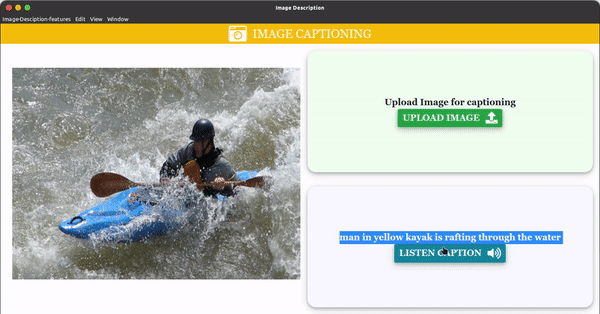 Image Description
Image-Desciption-features Edit View Window
IMAGE CAPTIONING
Upload Image for captioning
UPLOAD IMAGE
man in yellow kayak is rafting through the water
LISTEN CAPTION